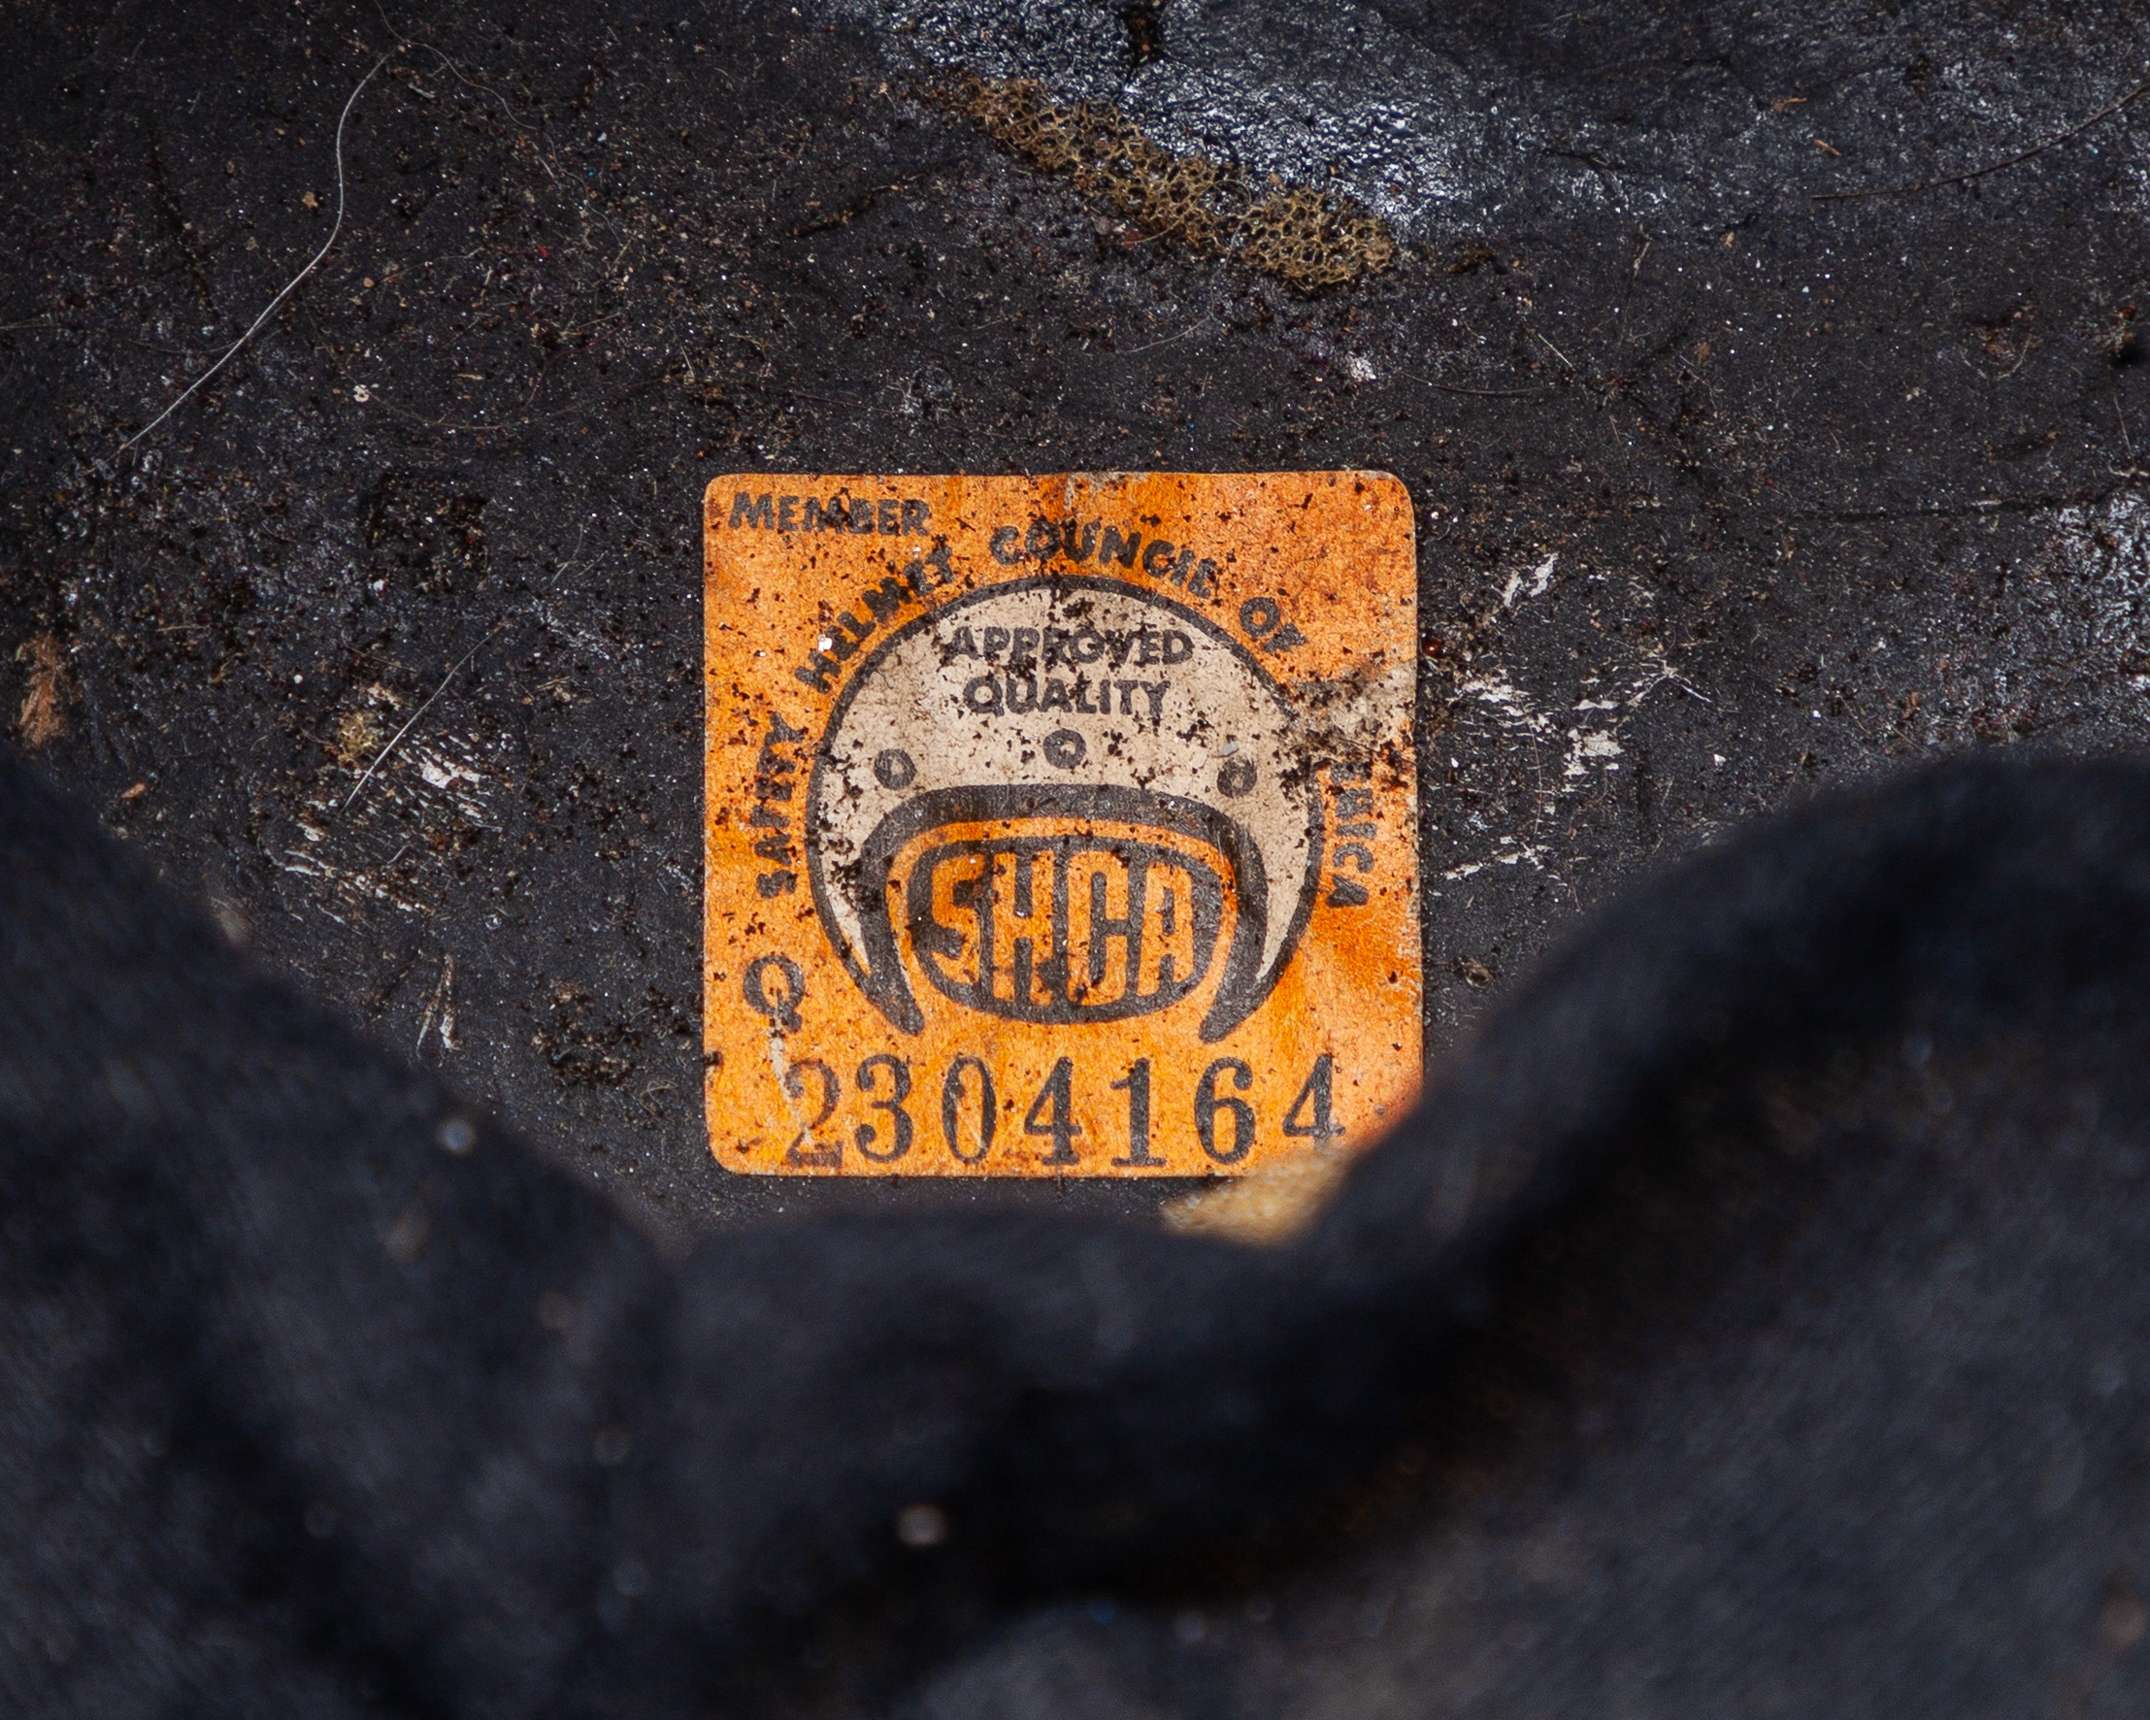 MEMBER
SAFETY HELMET COUNCIL OF
APPROVED
QUALITY
SHCA
Q
2304164